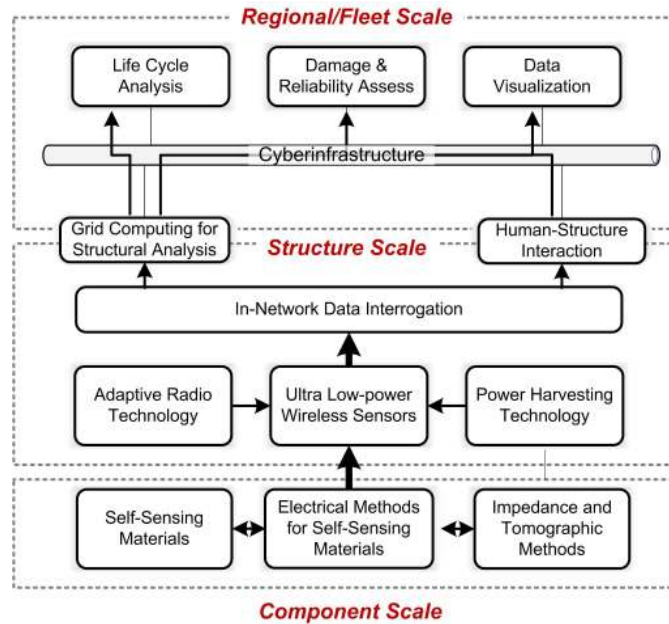 Regional/Fleet Scale
Life Cycle
Analysis
Damage &
Reliability Assess
Data
Visualization
Cyberinfrastructure
Grid Computing for
Structural Analysis
Structure Scale
Human-Structure
Interaction
In-Network Data Interrogation
Adaptive Radio
Technology
Ultra Low-power
Wireless Sensors
Power Harvesting
Technology
Self-Sensing
Materials
Electrical Methods
for Self-Sensing
Materials
Impedance and
Tomographic
Methods
Component Scale